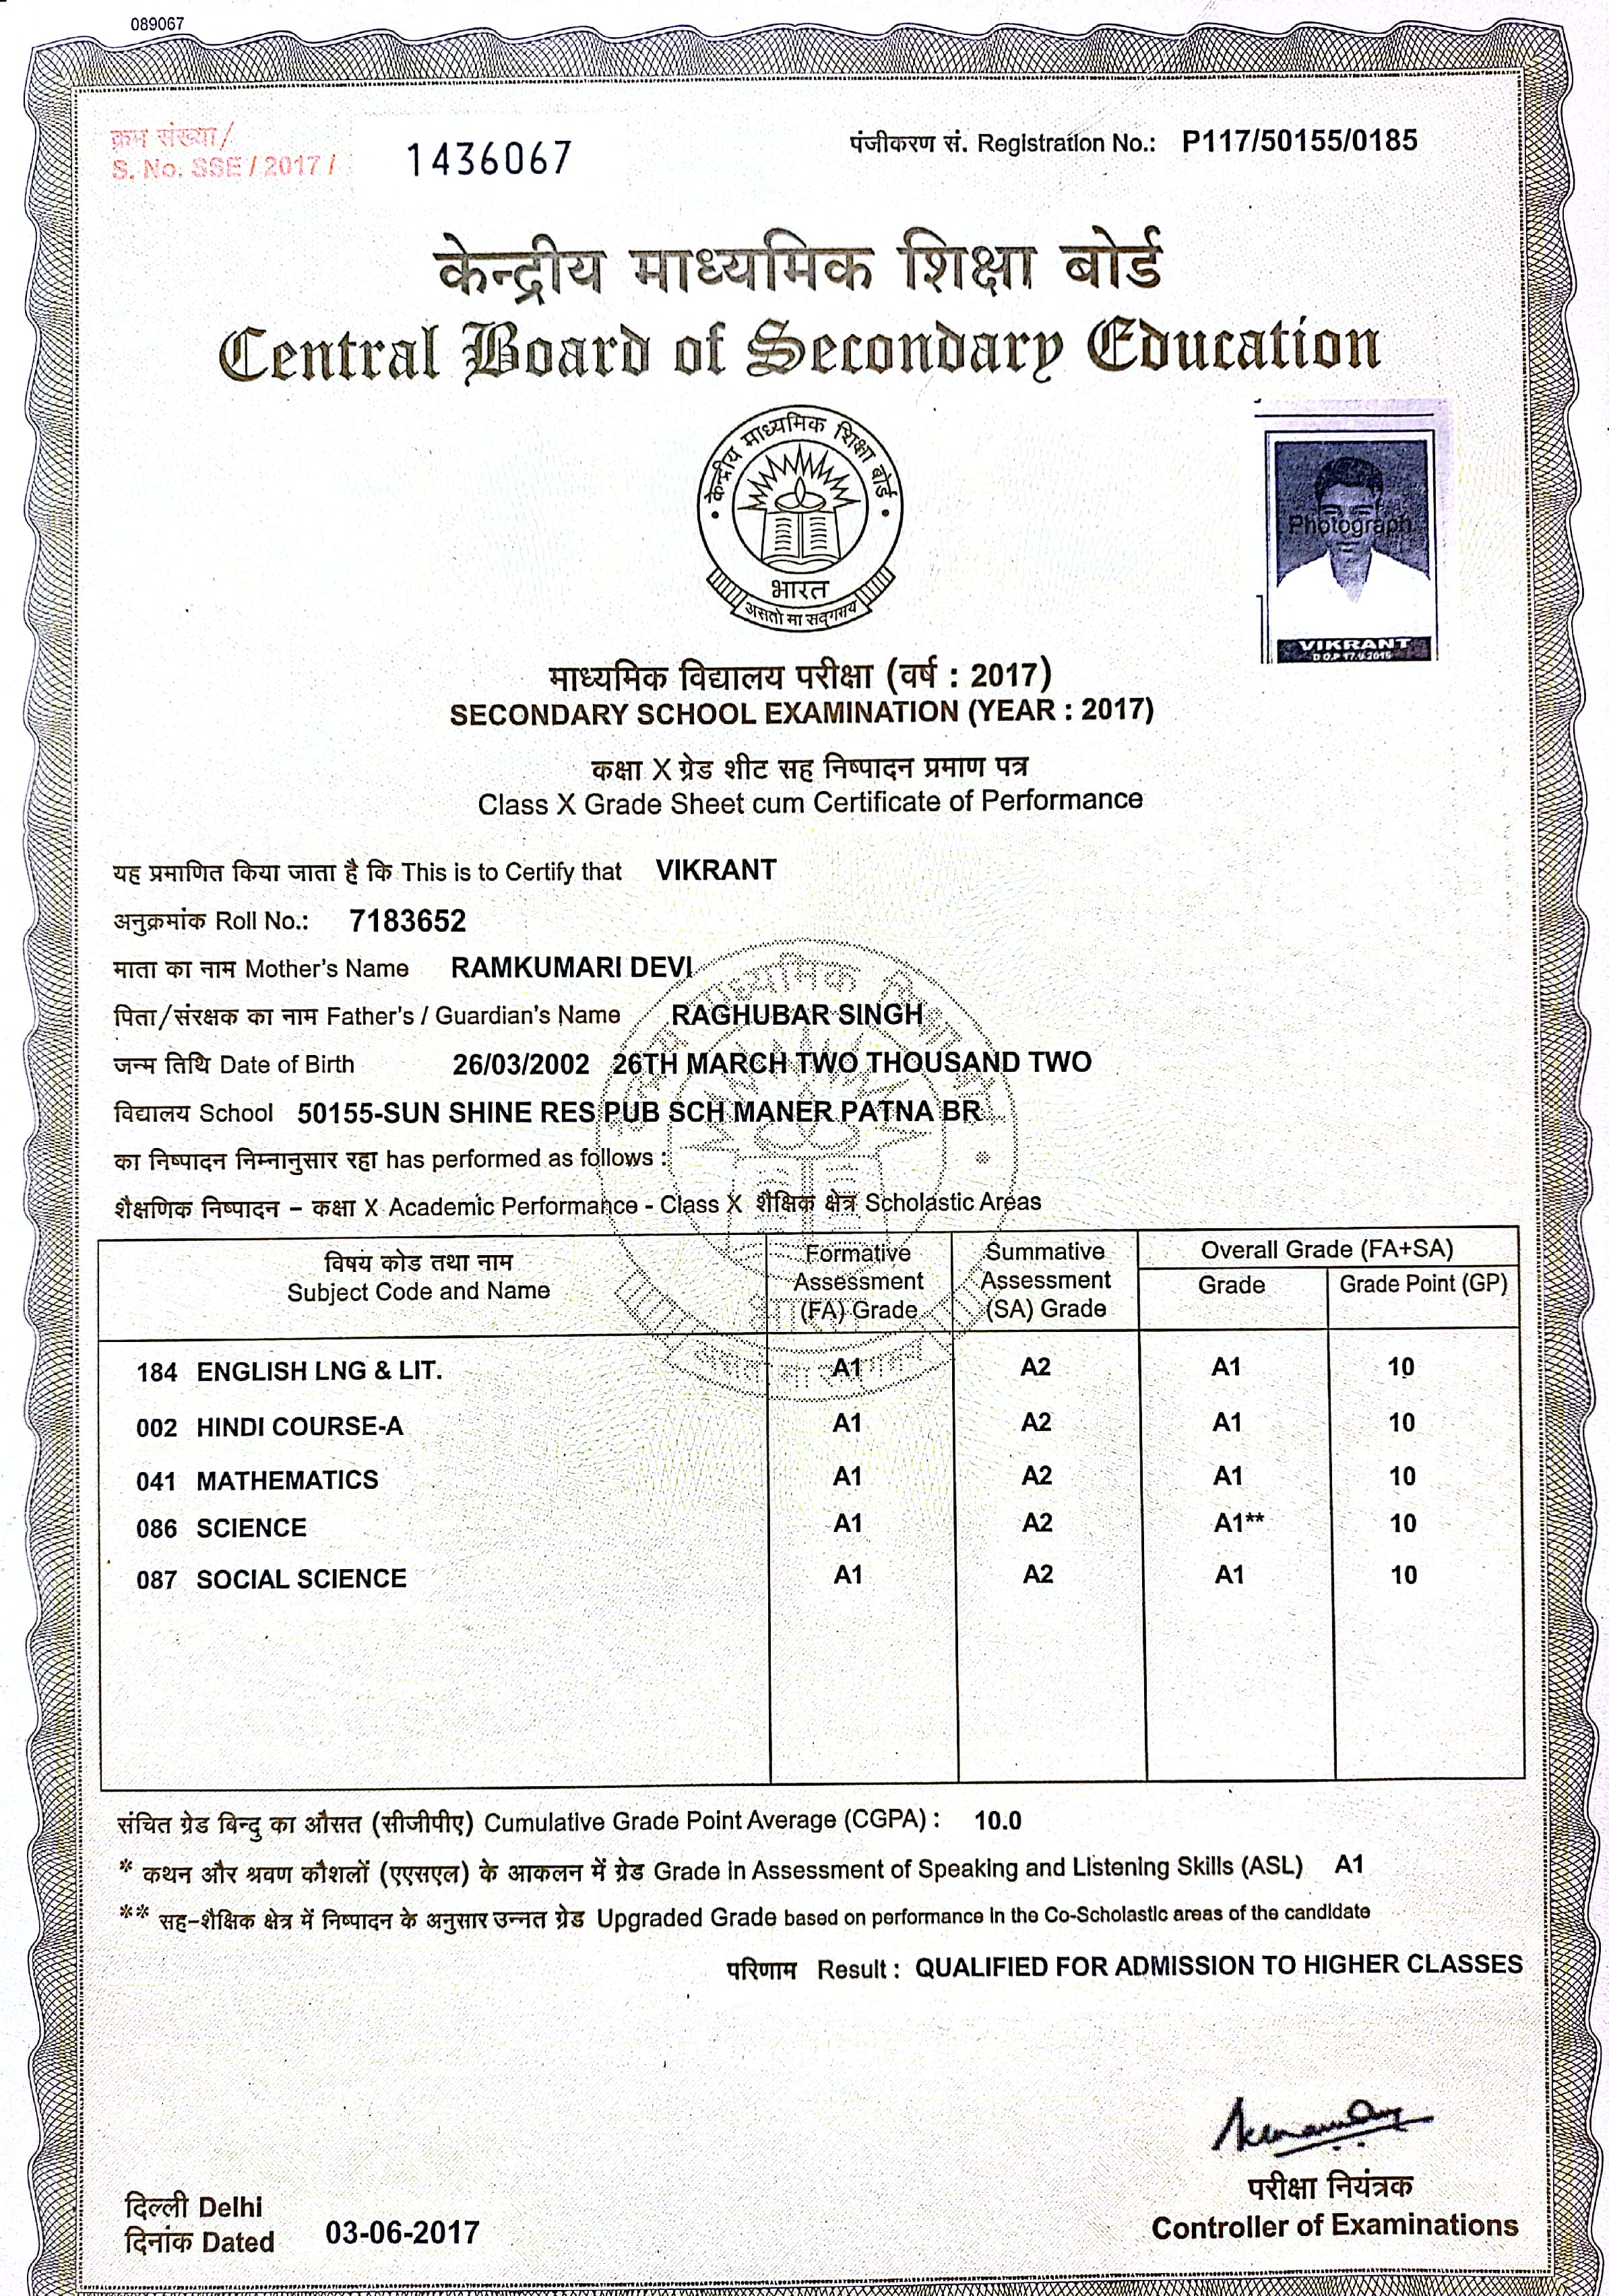 089067
क्रम संख्या/
S. No. SSE / 2017 /
1436067
पंजीकरण सं. Registration No.: P117/50155/0185
केन्द्रीय माध्यमिक शिक्षा बोर्ड
Central Board of Secondary Education
केन्द्रीय माध्यमिक शिक्षा बोर्ड
भारत
असतो मा सद्गमय
Photograph
VIKRANT
D.O.P 17.9.2015
माध्यमिक विद्यालय परीक्षा (वर्ष : 2017)
SECONDARY SCHOOL EXAMINATION (YEAR : 2017)
कक्षा X ग्रेड शीट सह निष्पादन प्रमाण पत्र
Class X Grade Sheet cum Certificate of Performance
यह प्रमाणित किया जाता है कि This is to Certify that VIKRANT
अनुक्रमांक Roll No.: 7183652
माता का नाम Mother's Name RAMKUMARI DEVI
पिता/संरक्षक का नाम Father's / Guardian's Name RAGHUBAR SINGH
जन्म तिथि Date of Birth 26/03/2002 26TH MARCH TWO THOUSAND TWO
विद्यालय School 50155-SUN SHINE RES PUB SCH MANER PATNA BR
का निष्पादन निम्नानुसार रहा has performed as follows :
शैक्षणिक निष्पादन – कक्षा X Academic Performance - Class X शैक्षिक क्षेत्र Scholastic Areas
विषय कोड तथा नाम
Subject Code and Name
Formative
Assessment
(FA) Grade
Summative
Assessment
(SA) Grade
Overall Grade (FA+SA)
Grade Grade Point (GP)
184 ENGLISH LNG & LIT. A1 A2 A1 10
002 HINDI COURSE-A A1 A2 A1 10
041 MATHEMATICS A1 A2 A1 10
086 SCIENCE A1 A2 A1** 10
087 SOCIAL SCIENCE A1 A2 A1 10
संचित ग्रेड बिन्दु का औसत (सीजीपीए) Cumulative Grade Point Average (CGPA) : 10.0
* कथन और श्रवण कौशलों (एएसएल) के आकलन में ग्रेड Grade in Assessment of Speaking and Listening Skills (ASL) A1
** सह-शैक्षिक क्षेत्र में निष्पादन के अनुसार उन्नत ग्रेड Upgraded Grade based on performance in the Co-Scholastic areas of the candidate
परिणाम Result : QUALIFIED FOR ADMISSION TO HIGHER CLASSES
दिल्ली Delhi
दिनांक Dated 03-06-2017
परीक्षा नियंत्रक
Controller of Examinations